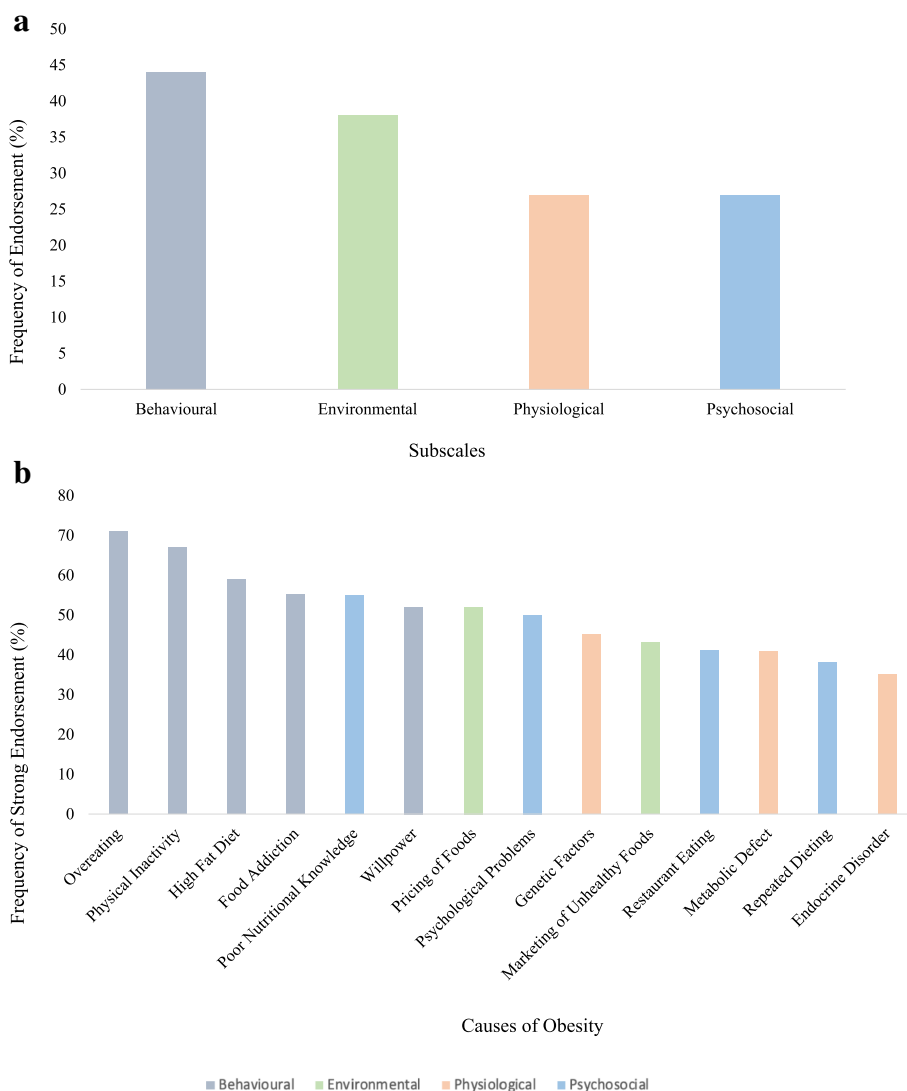 a
Frequency of Endorsement (%)
50
45
40
35
30
25
20
15
10
5
0
Behavioural Environmental Physiological Psychosocial
Subscales
b
Frequency of Strong Endorsement (%)
80
70
60
50
40
30
20
10
0
Overeating
Physical Inactivity
High Fat Diet
Food Addiction
Poor Nutritional Knowledge
Willpower
Pricing of Foods
Psychological Problems
Genetic Factors
Marketing of Unhealthy Foods
Restaurant Eating
Metabolic Defect
Repeated Dieting
Endocrine Disorder
Causes of Obesity
Behavioural Environmental Physiological Psychosocial